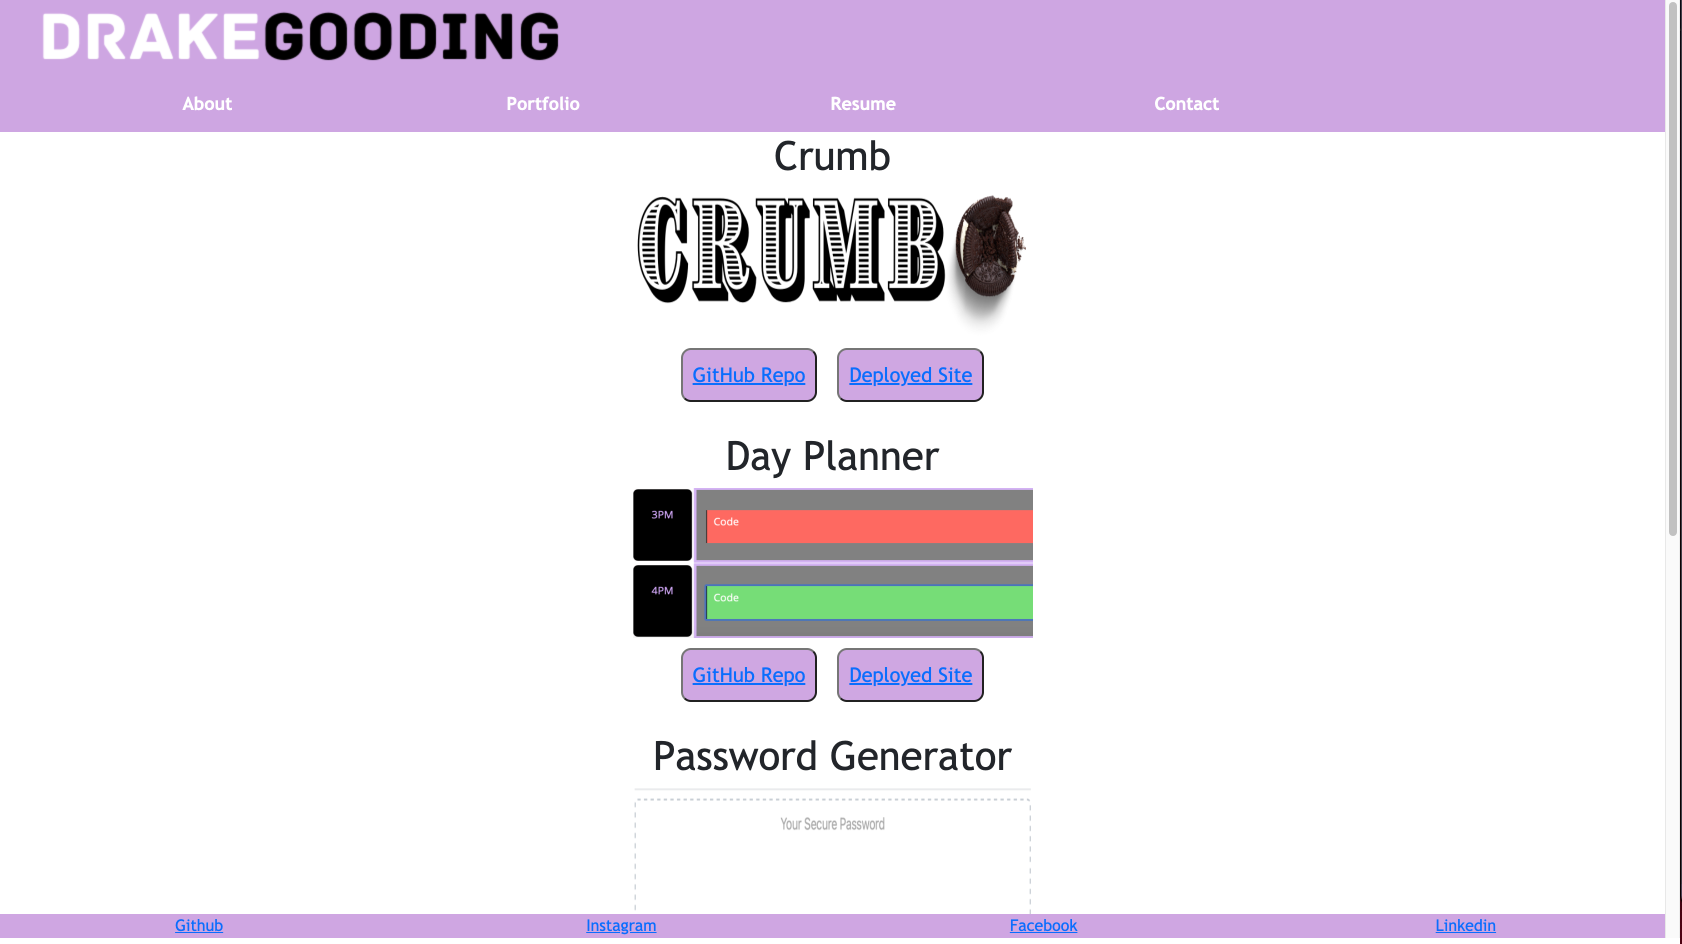 DRAKEGOODING
About Portfolio Resume Contact
Crumb
CRUMB
GitHub Repo Deployed Site
Day Planner
3PM Code
4PM Code
GitHub Repo Deployed Site
Password Generator
Your Secure Password
Github Instagram Facebook Linkedin